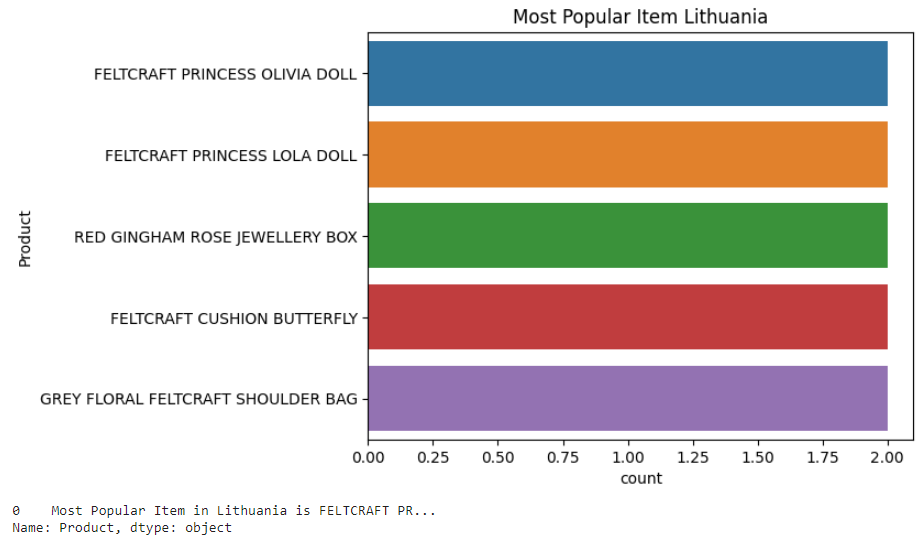 Most Popular Item Lithuania
Product
FELTCRAFT PRINCESS OLIVIA DOLL
FELTCRAFT PRINCESS LOLA DOLL
RED GINGHAM ROSE JEWELLERY BOX
FELTCRAFT CUSHION BUTTERFLY
GREY FLORAL FELTCRAFT SHOULDER BAG
0.00 0.25 0.50 0.75 1.00 1.25 1.50 1.75 2.00
count
0    Most Popular Item in Lithuania is FELTCRAFT PR...
Name: Product, dtype: object